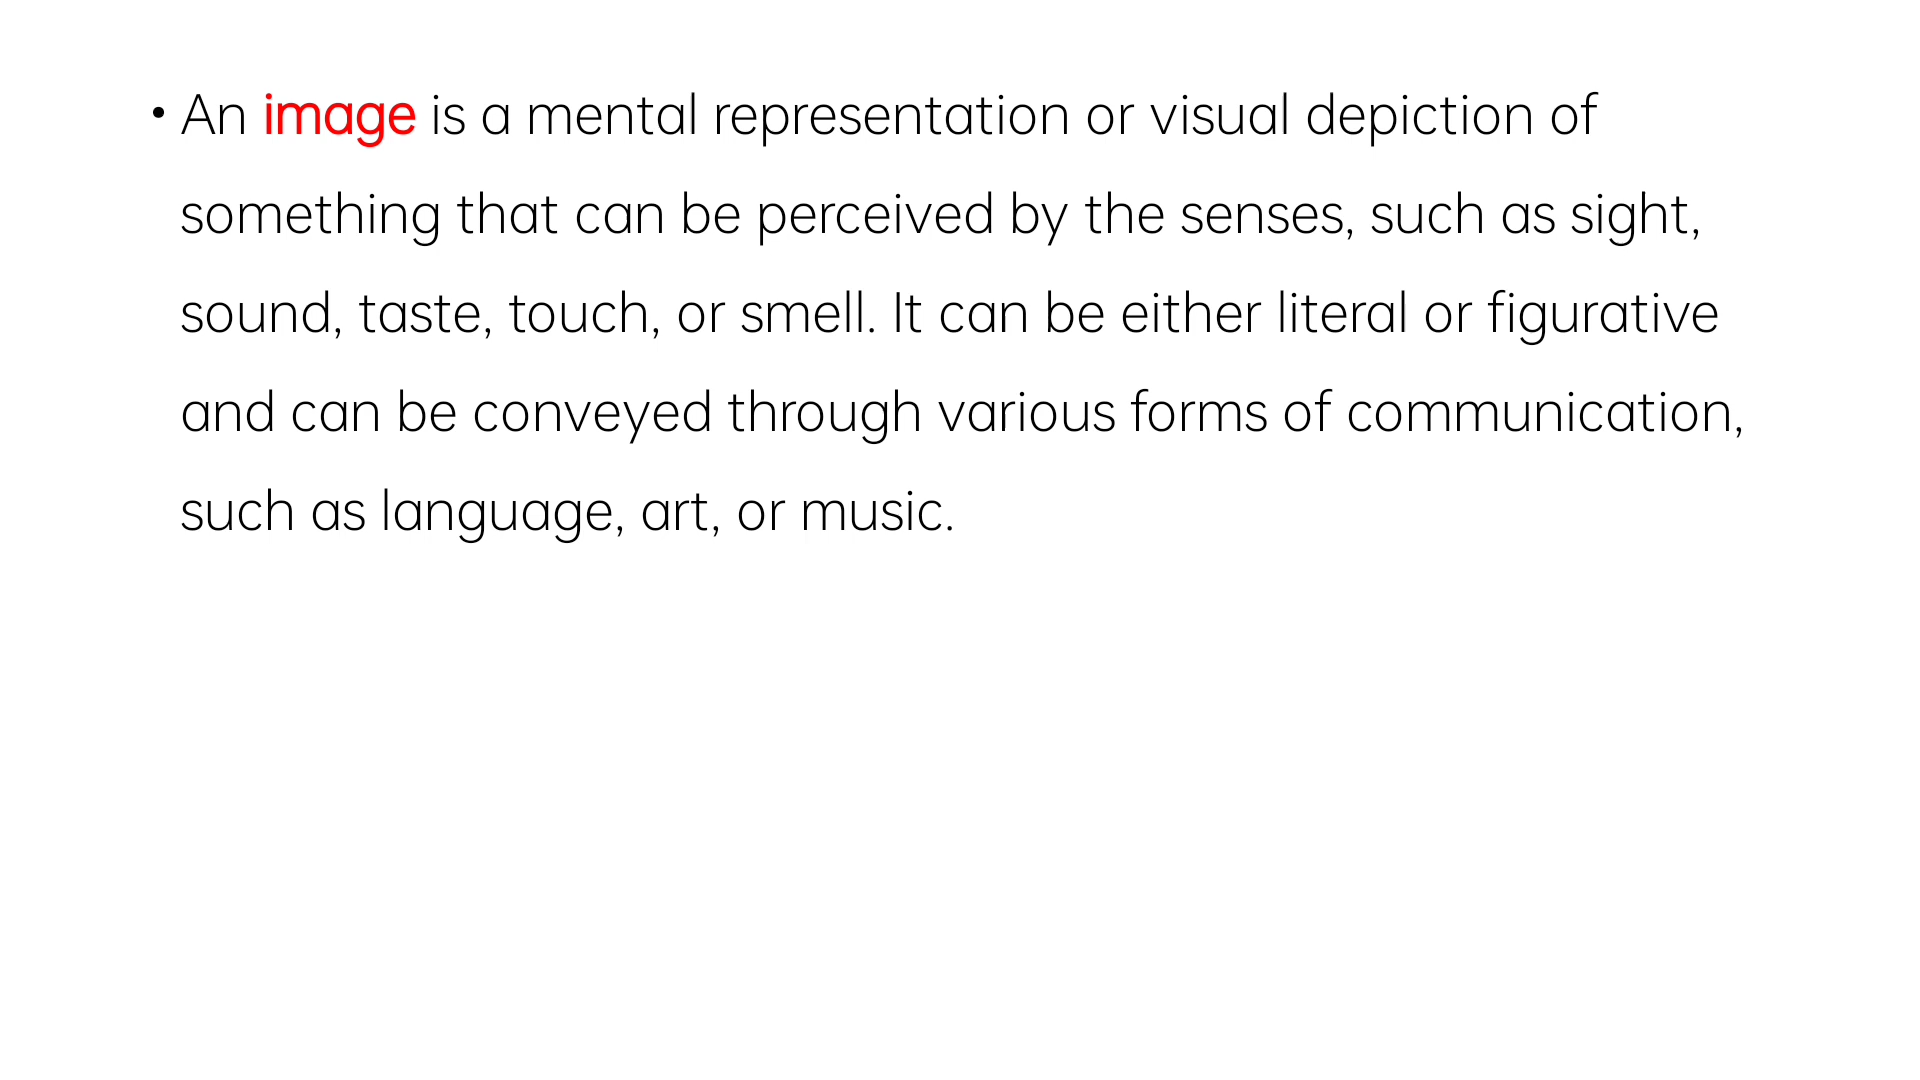 • An image is a mental representation or visual depiction of
something that can be perceived by the senses, such as sight,
sound, taste, touch, or smell. It can be either literal or figurative
and can be conveyed through various forms of communication,
such as language, art, or music.